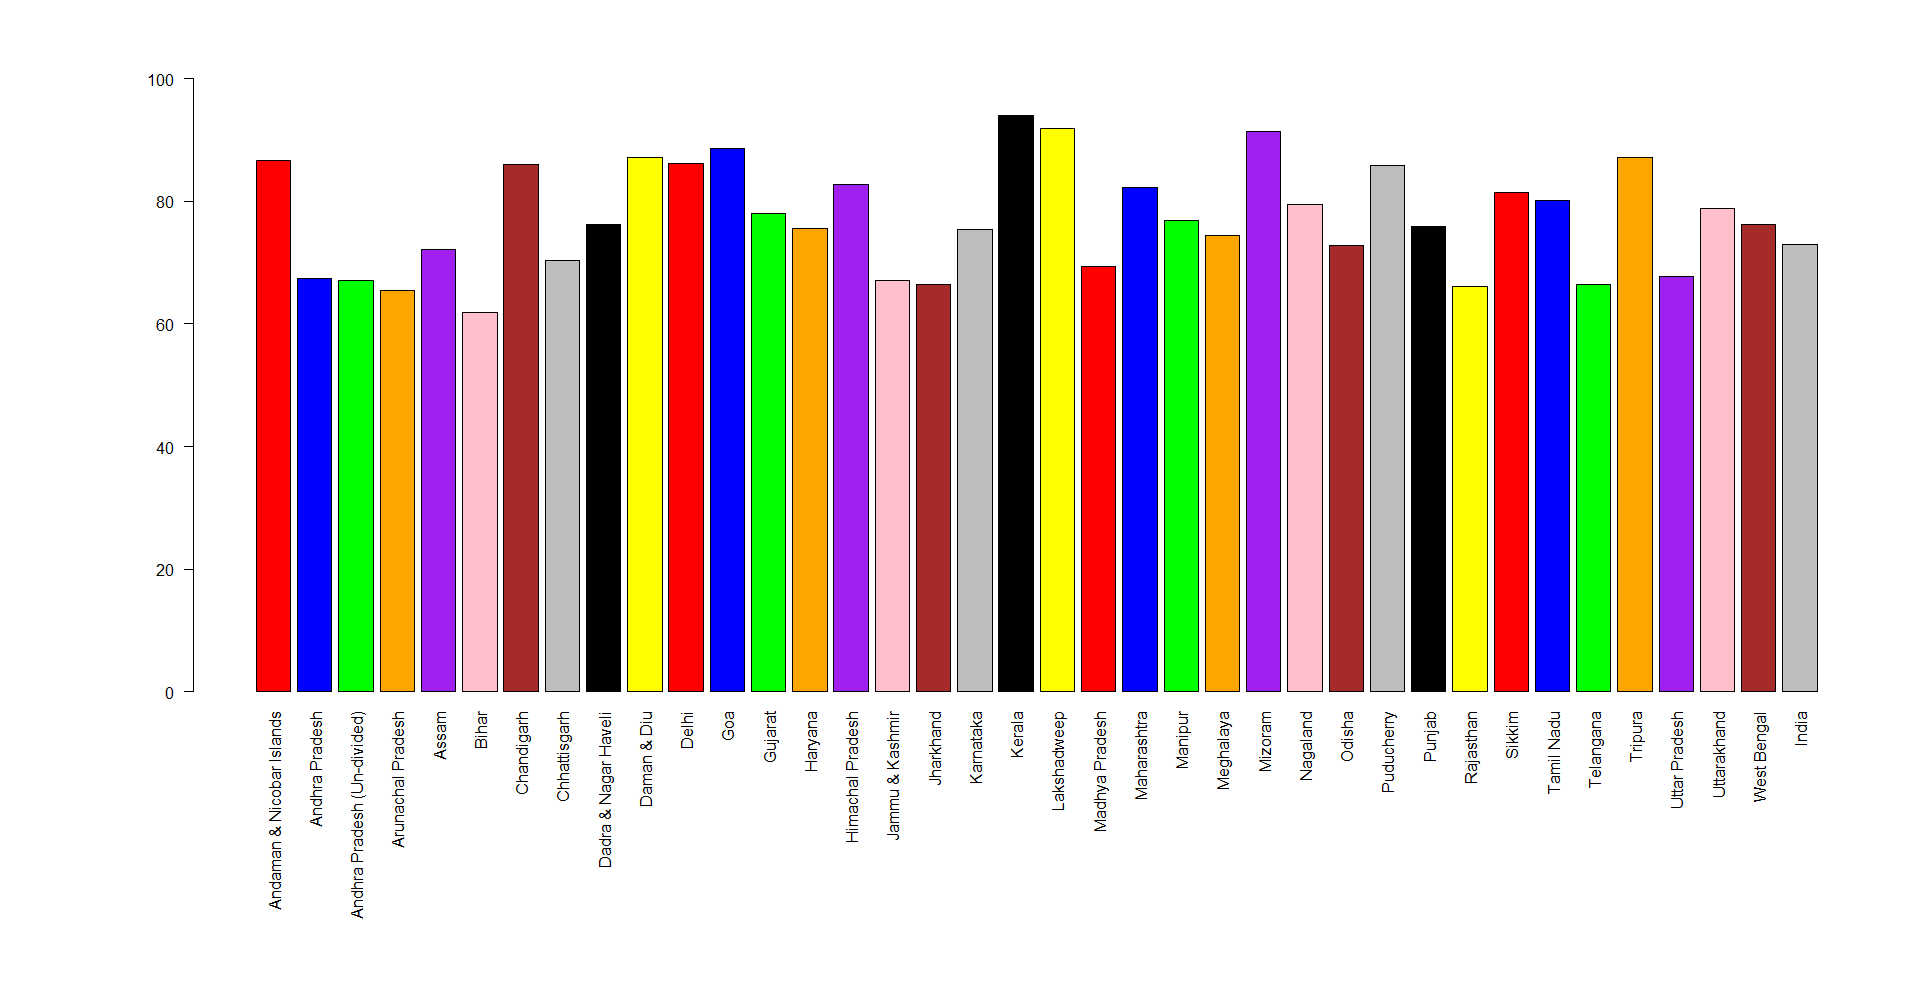 100
80
60
40
20
0
Andaman & Nicobar Islands
Andhra Pradesh
Andhra Pradesh (Un-divided)
Arunachal Pradesh
Assam
Bihar
Chandigarh
Chhattisgarh
Dadra & Nagar Haveli
Daman & Diu
Delhi
Goa
Gujarat
Haryana
Himachal Pradesh
Jammu & Kashmir
Jharkhand
Karnataka
Kerala
Lakshadweep
Madhya Pradesh
Maharashtra
Manipur
Meghalaya
Mizoram
Nagaland
Odisha
Puducherry
Punjab
Rajasthan
Sikkim
Tamil Nadu
Telangana
Tripura
Uttar Pradesh
Uttarakhand
West Bengal
India